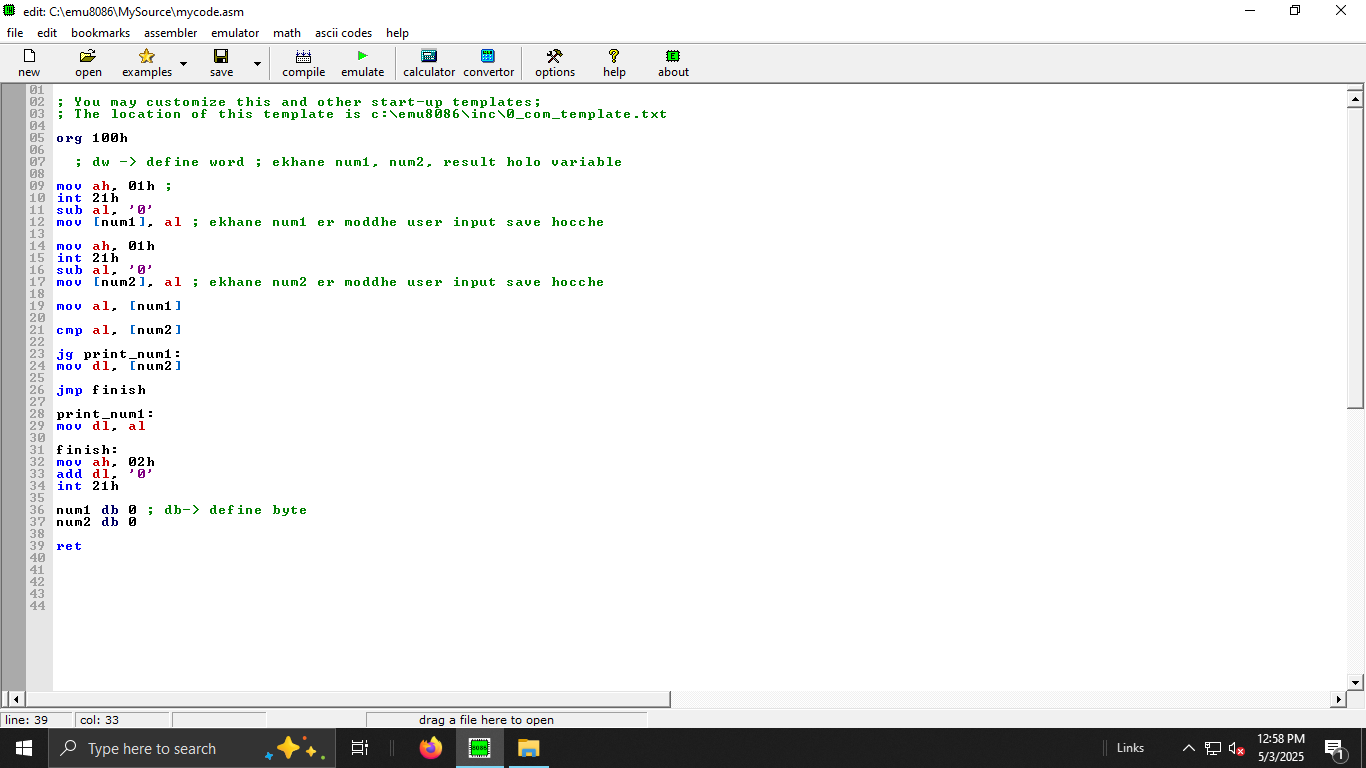 edit: C:\emu8086\MySource\mycode.asm
file edit bookmarks assembler emulator math ascii codes help
new open examples save compile emulate calculator convertor options help about
01
02 ; You may customize this and other start-up templates;
03 ; The location of this template is c:\emu8086\inc\0_com_template.txt
04
05 org 100h
06
07 ; dw -> define word ; ekhane num1, num2, result holo variable
08
09 mov ah, 01h ;
10 int 21h
11 sub al, '0'
12 mov [num1], al ; ekhane num1 er moddhe user input save hocche
13
14 mov ah, 01h
15 int 21h
16 sub al, '0'
17 mov [num2], al ; ekhane num2 er moddhe user input save hocche
18
19 mov al, [num1]
20
21 cmp al, [num2]
22
23 jg print_num1:
24 mov dl, [num2]
25
26 jmp finish
27
28 print_num1:
29 mov dl, al
30
31 finish:
32 mov ah, 02h
33 add dl, '0'
34 int 21h
35
36 num1 db 0 ; db-> define byte
37 num2 db 0
38
39 ret
40
41
42
43
44
line: 39 col: 33 drag a file here to open
Type here to search 8086 Links 12:58 PM
5/3/2025 1